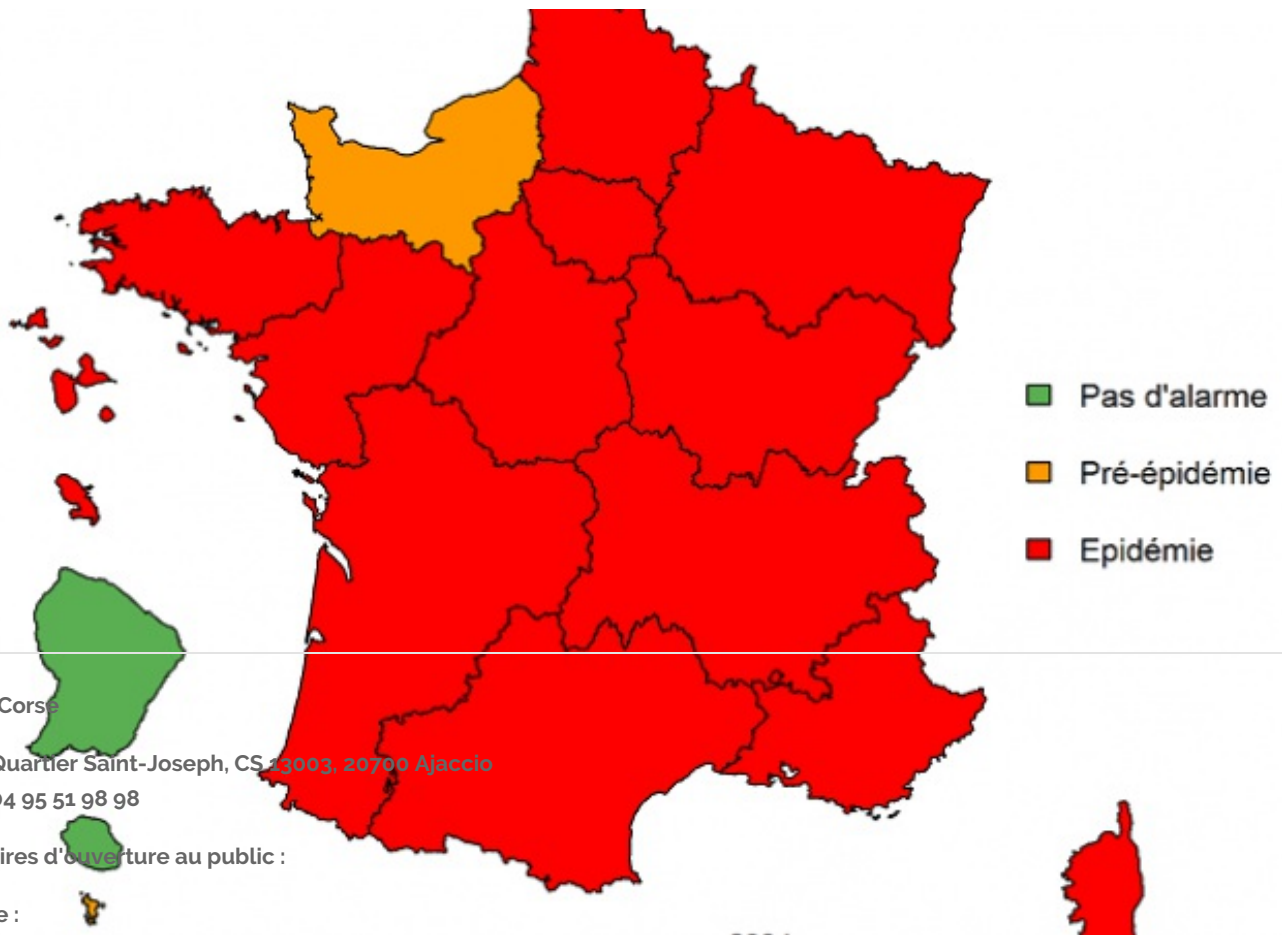 Pas d'alarme
Pré-épidémie
Epidémie
Corse
Quartier Saint-Joseph, CS 13003, 20700 Ajaccio
04 95 51 98 98
d'ouverture au public :
: